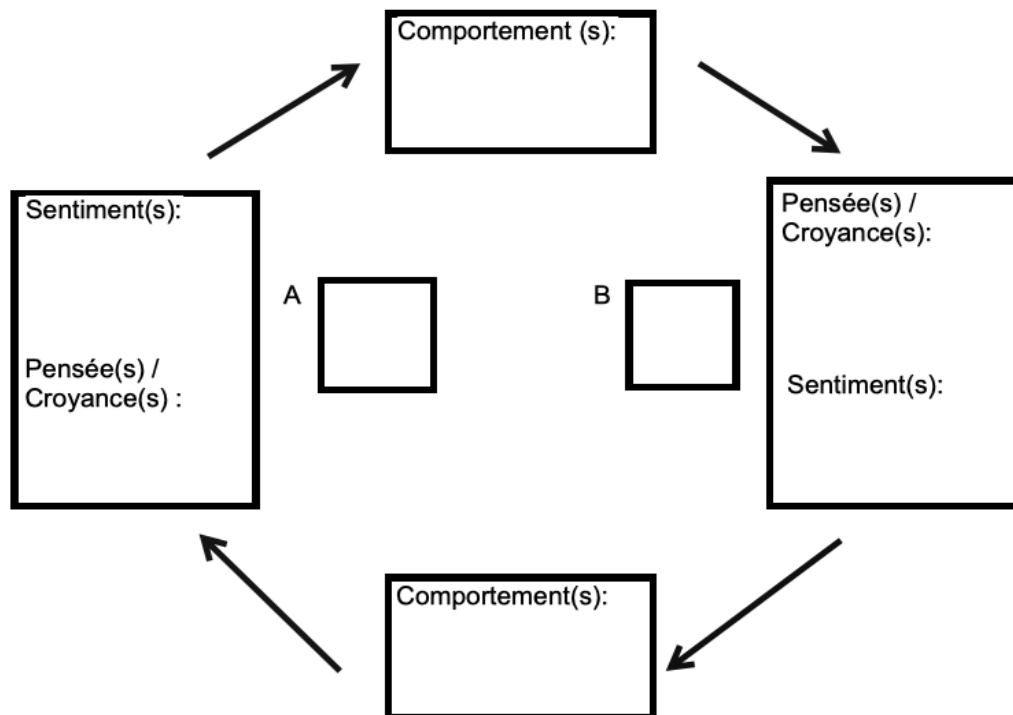 Comportement (s):
Sentiment(s):
Pensée(s) /
Croyance(s) :
A
B
Pensée(s) /
Croyance(s):
Sentiment(s):
Comportement(s):